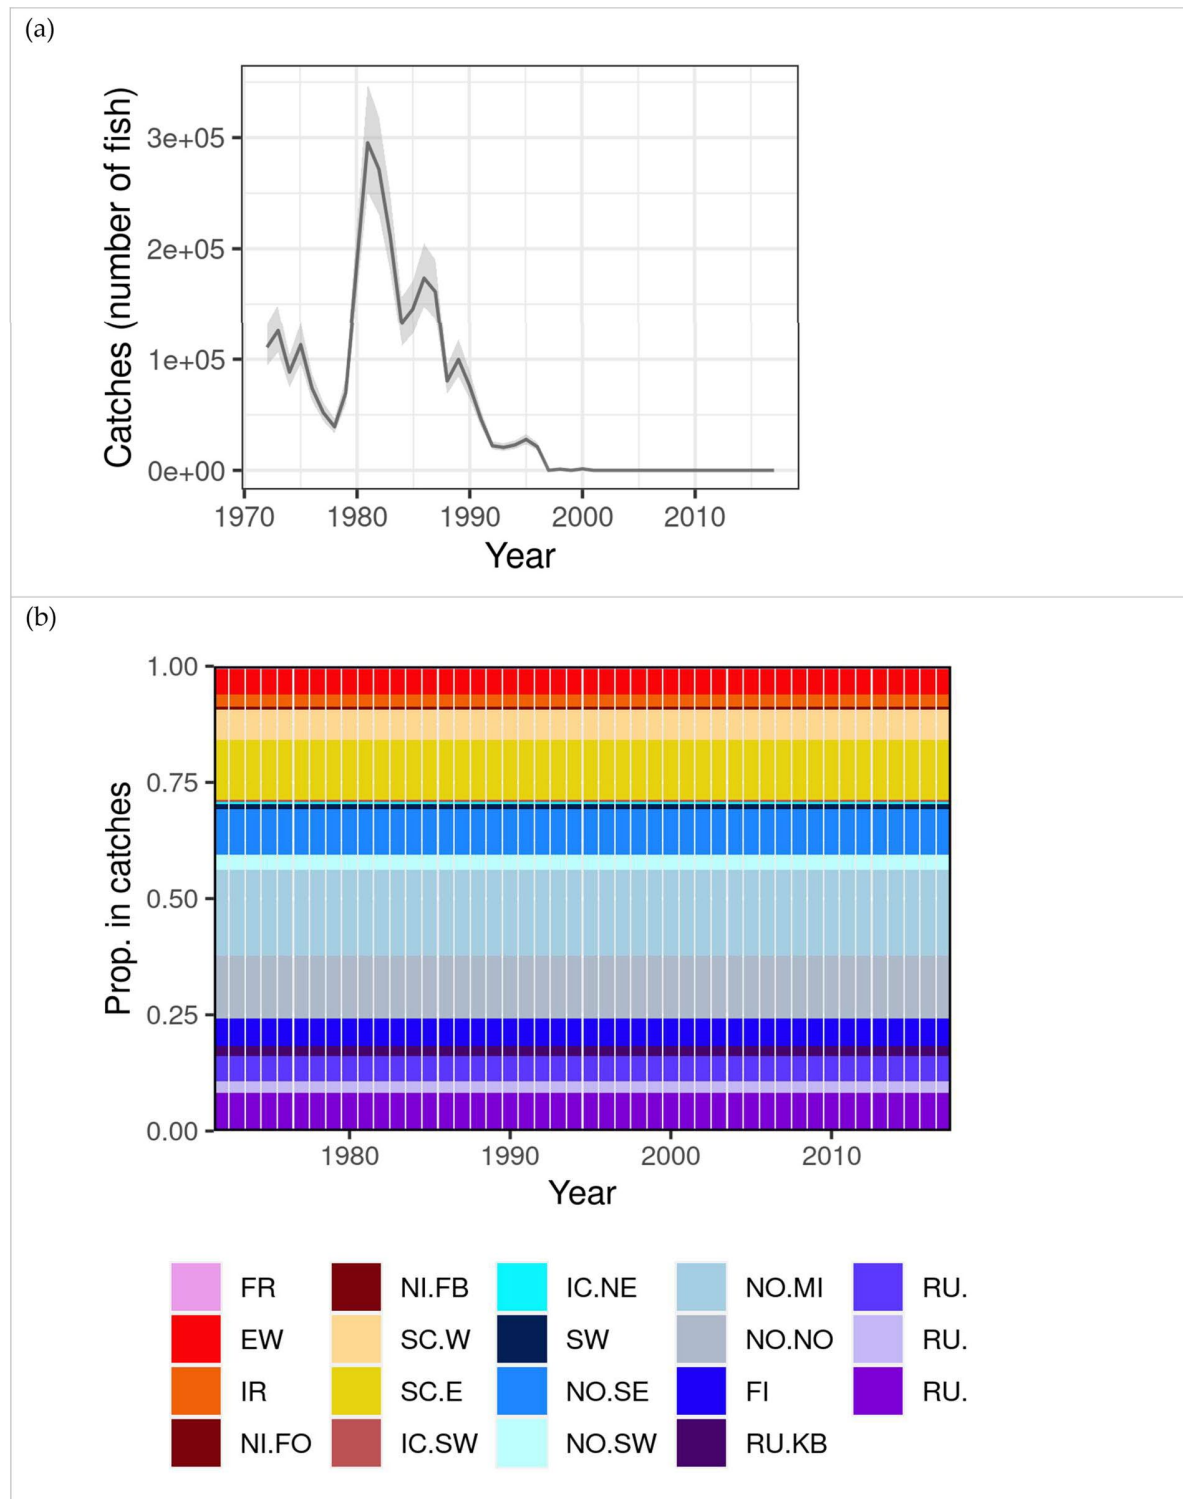 (a)
Catches (number of fish)
3e+05
2e+05
1e+05
0e+00
1970 1980 1990 2000 2010
Year
(b)
Prop. in catches
1.00
0.75
0.50
0.25
0.00
1980 1990 2000 2010
Year
FR NI.FB IC.NE NO.MI RU.
EW SC.W SW NO.NO RU.
IR SC.E NO.SE FI RU.
NI.FO IC.SW NO.SW RU.KB